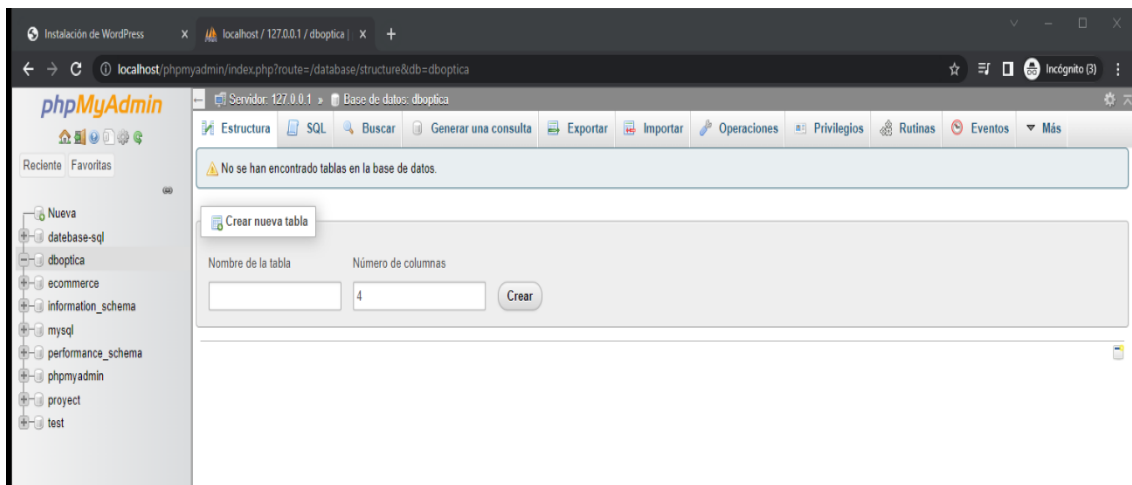 Instalación de WordPress
localhost / 127.0.0.1 / dboptica |
localhost/phpmyadmin/index.php?route=/database/structure&db=dboptica
Incógnito (3)
phpMyAdmin
Reciente Favoritas
Nueva
datebase-sql
dboptica
ecommerce
information_schema
mysql
performance_schema
phpmyadmin
proyect
test
Servidor: 127.0.0.1 » Base de datos: dboptica
Estructura SQL Buscar Generar una consulta Exportar Importar Operaciones Privilegios Rutinas Eventos Más
No se han encontrado tablas en la base de datos.
Crear nueva tabla
Nombre de la tabla Número de columnas
4 Crear